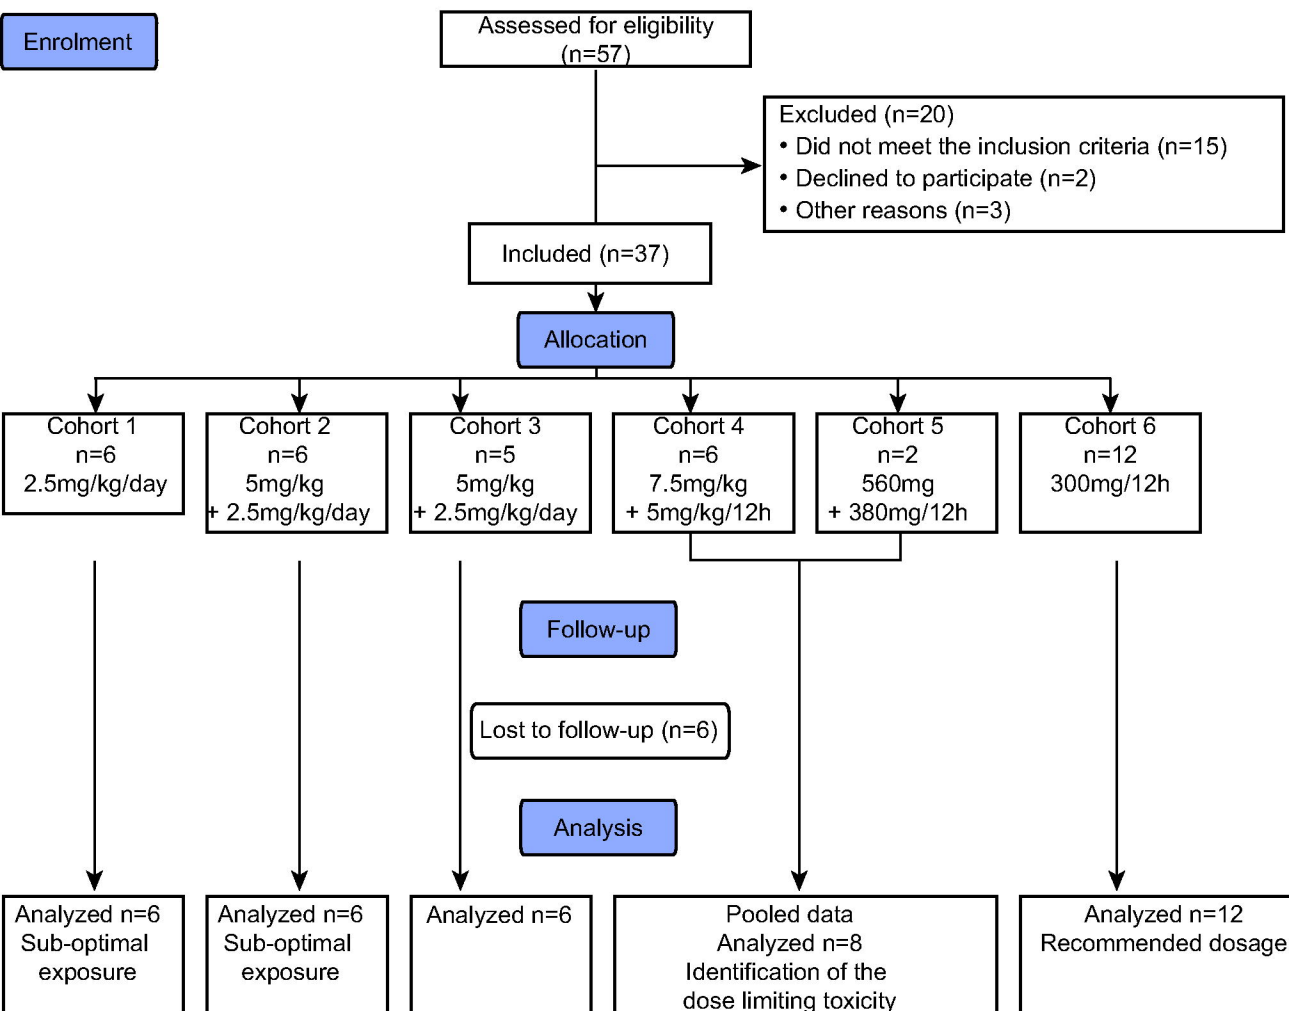 Enrolment
Assessed for eligibility
(n=57)
Excluded (n=20)
• Did not meet the inclusion criteria (n=15)
• Declined to participate (n=2)
• Other reasons (n=3)
Included (n=37)
Allocation
Cohort 1
n=6
2.5mg/kg/day
Cohort 2
n=6
5mg/kg
+ 2.5mg/kg/day
Cohort 3
n=5
5mg/kg
+ 2.5mg/kg/day
Cohort 4
n=6
7.5mg/kg
+ 5mg/kg/12h
Cohort 5
n=2
560mg
+ 380mg/12h
Cohort 6
n=12
300mg/12h
Follow-up
Lost to follow-up (n=6)
Analysis
Analyzed n=6
Sub-optimal
exposure
Analyzed n=6
Sub-optimal
exposure
Analyzed n=6
Pooled data
Analyzed n=8
Identification of the
dose limiting toxicity
Analyzed n=12
Recommended dosage